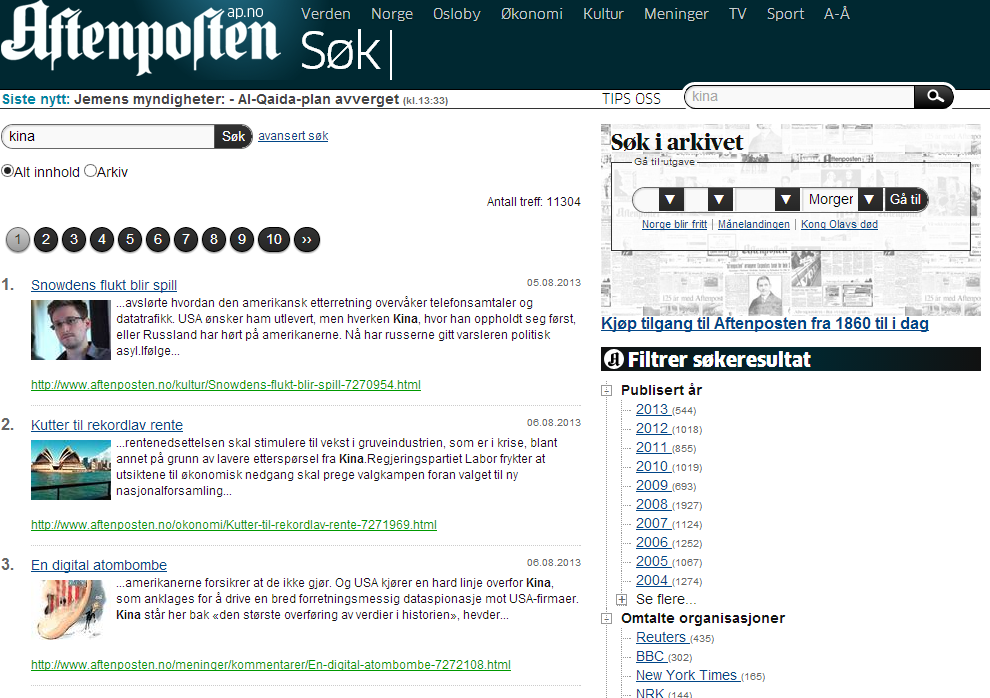 Aftenposten
ap.no
Verden Norge Osloby Økonomi Kultur Meninger TV Sport A-Å
Søk
Siste nytt: Jemens myndigheter: - Al-Qaida-plan avverget (kl.13:33)
TIPS OSS
kina
kina
Søk
avansert søk
Alt innhold Arkiv
Antall treff: 11304
1 2 3 4 5 6 7 8 9 10 ››
1. Snowdens flukt blir spill
05.08.2013
...avslørte hvordan den amerikansk etterretning overvåker telefonsamtaler og
datatrafikk. USA ønsker ham utlevert, men hverken Kina, hvor han oppholdt seg først,
eller Russland har hørt på amerikanerne. Nå har russerne gitt varsleren politisk
asyl.Ifølge...
http://www.aftenposten.no/kultur/Snowdens-flukt-blir-spill-7270954.html
2. Kutter til rekordlav rente
06.08.2013
...rentenedsettelsen skal stimulere til vekst i gruveindustrien, som er i krise, blant
annet på grunn av lavere etterspørsel fra Kina.Regjeringspartiet Labor frykter at
utsiktene til økonomisk nedgang skal prege valgkampen foran valget til ny
nasjonalforsamling...
http://www.aftenposten.no/okonomi/Kutter-til-rekordlav-rente-7271969.html
3. En digital atombombe
06.08.2013
...amerikanerne forsikrer at de ikke gjør. Og USA kjører en hard linje overfor Kina,
som anklages for å drive en bred forretningsmessig dataspionasje mot USA-firmaer.
Kina står her bak «den største overføring av verdier i historien», hevder...
http://www.aftenposten.no/meninger/kommentarer/En-digital-atombombe-7272108.html
Søk i arkivet
Gå til utgave
Morger
Gå til
Norge blir fritt | Månelandingen | Kong Olavs død
Kjøp tilgang til Aftenposten fra 1860 til i dag
Filtrer søkeresultat
Publisert år
2013 (544)
2012 (1018)
2011 (855)
2010 (1019)
2009 (693)
2008 (1927)
2007 (1124)
2006 (1252)
2005 (1067)
2004 (1274)
Se flere...
Omtalte organisasjoner
Reuters (435)
BBC (302)
New York Times (165)
NRK (144)